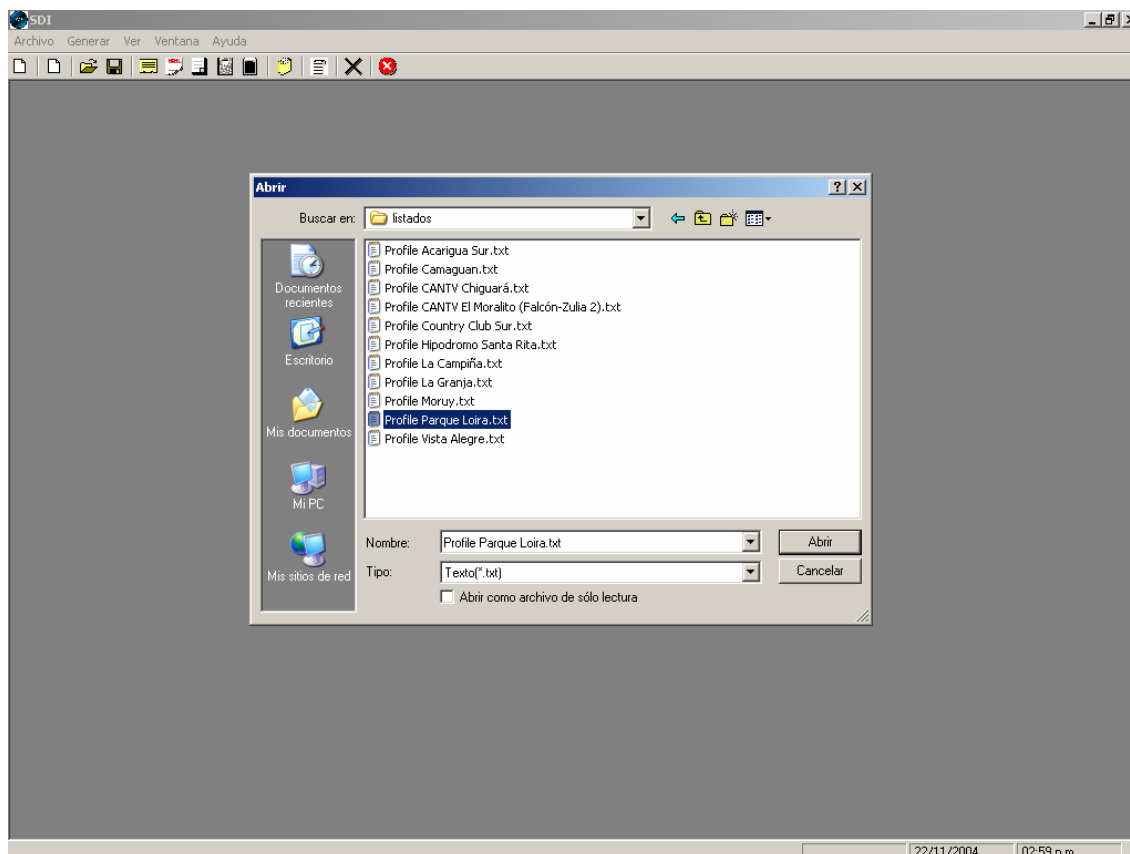 SDI
Archivo Generar Ver Ventana Ayuda
Abrir
Buscar en: listados
Documentos
recientes
Escritorio
Mis documentos
Mi PC
Mis sitios de red
Profile Acarigua Sur.txt
Profile Camaguan.txt
Profile CANTV Chiguará.txt
Profile CANTV El Moralito (Falcón-Zulia 2).txt
Profile Country Club Sur.txt
Profile Hipodromo Santa Rita.txt
Profile La Campiña.txt
Profile La Granja.txt
Profile Moruy.txt
Profile Parque Loira.txt
Profile Vista Alegre.txt
Nombre: Profile Parque Loira.txt Abrir
Tipo: Texto(*.txt) Cancelar
Abrir como archivo de sólo lectura
22/11/2004 02:59 p.m.